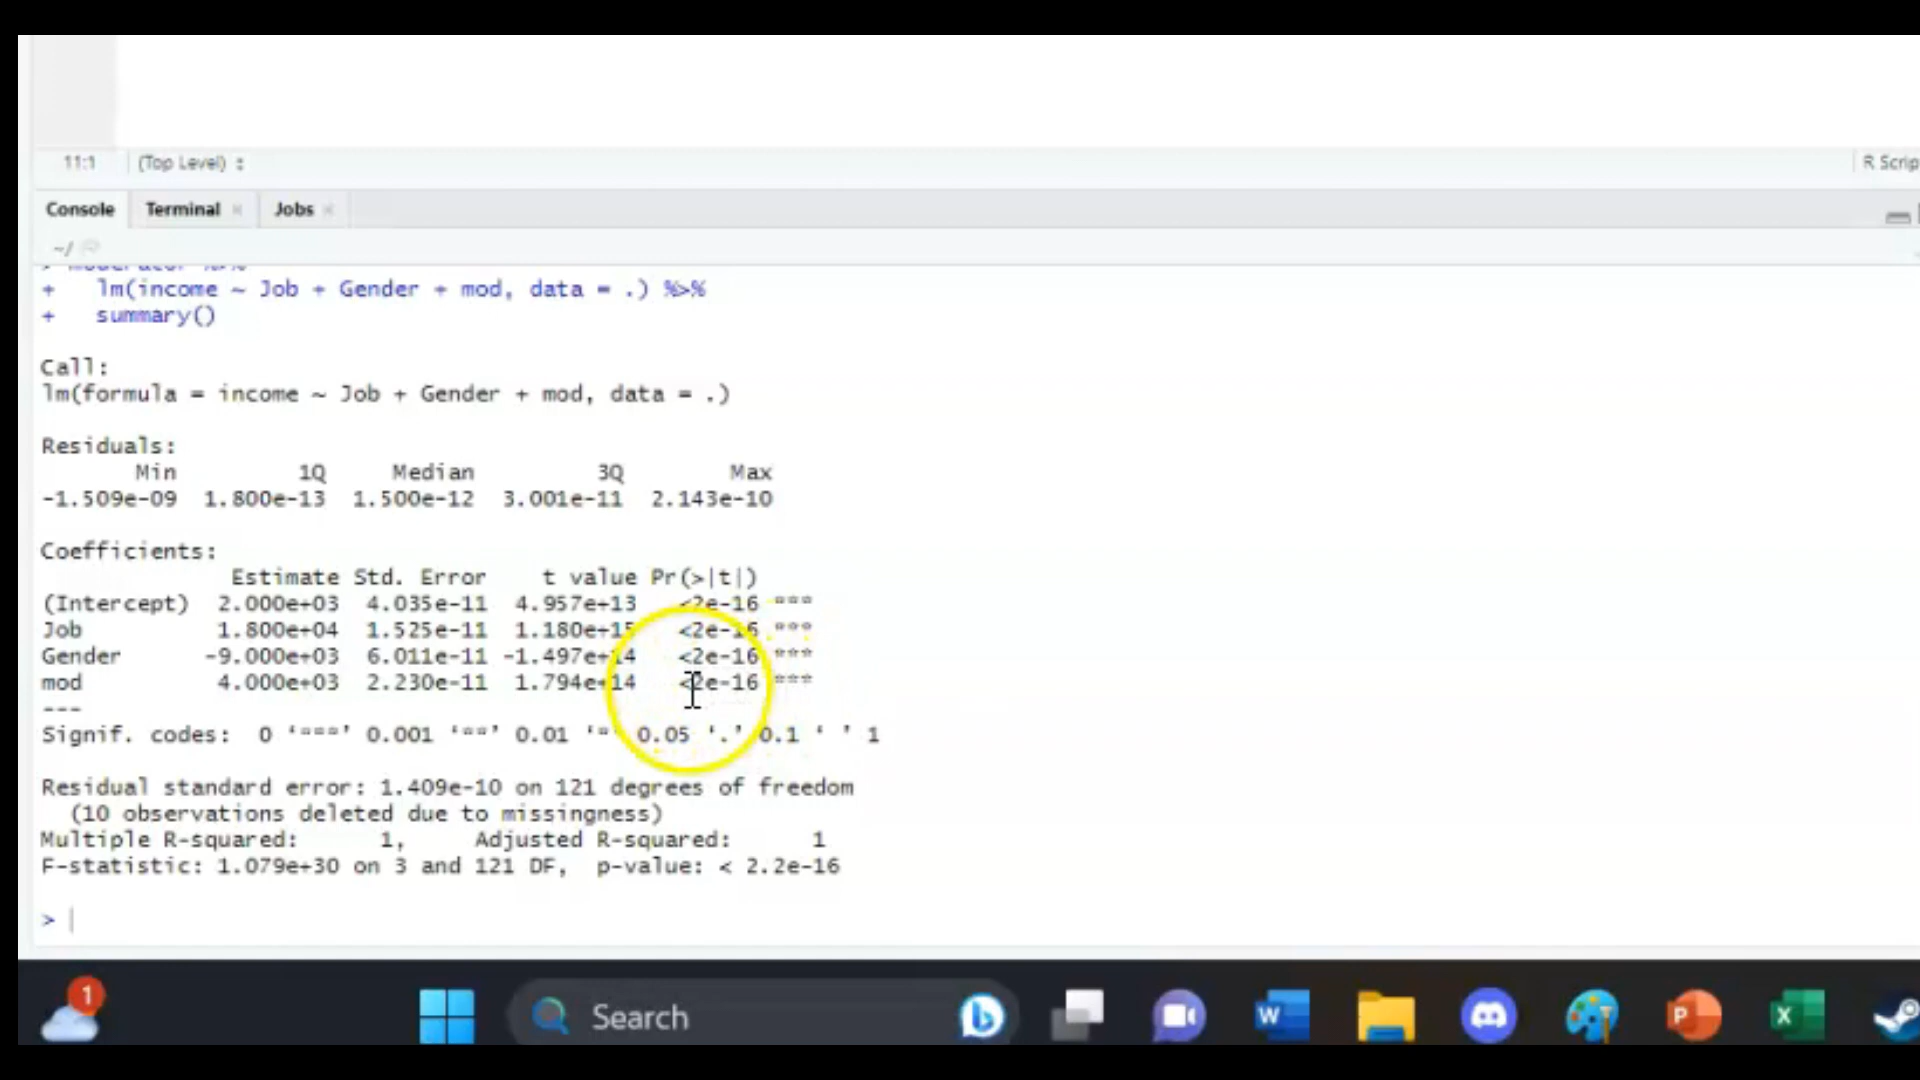 11:1 (Top Level) R Scrip
Console Terminal Jobs
~/
> moderator %>%
+ lm(income ~ Job + Gender + mod, data = .) %>%
+ summary()
Call:
lm(formula = income ~ Job + Gender + mod, data = .)
Residuals:
Min 1Q Median 3Q Max
-1.509e-09 1.800e-13 1.500e-12 3.001e-11 2.143e-10
Coefficients:
Estimate Std. Error t value Pr(>|t|)
(Intercept) 2.000e+03 4.035e-11 4.957e+13 <2e-16 ***
Job 1.800e+04 1.525e-11 1.180e+15 <2e-16 ***
Gender -9.000e+03 6.011e-11 -1.497e+14 <2e-16 ***
mod 4.000e+03 2.230e-11 1.794e+14 <2e-16 ***
---
Signif. codes: 0 ‘***’ 0.001 ‘**’ 0.01 ‘*’ 0.05 ‘.’ 0.1 ‘ ’ 1
Residual standard error: 1.409e-10 on 121 degrees of freedom
(10 observations deleted due to missingness)
Multiple R-squared: 1, Adjusted R-squared: 1
F-statistic: 1.079e+30 on 3 and 121 DF, p-value: < 2.2e-16
>
1 Search b W P X